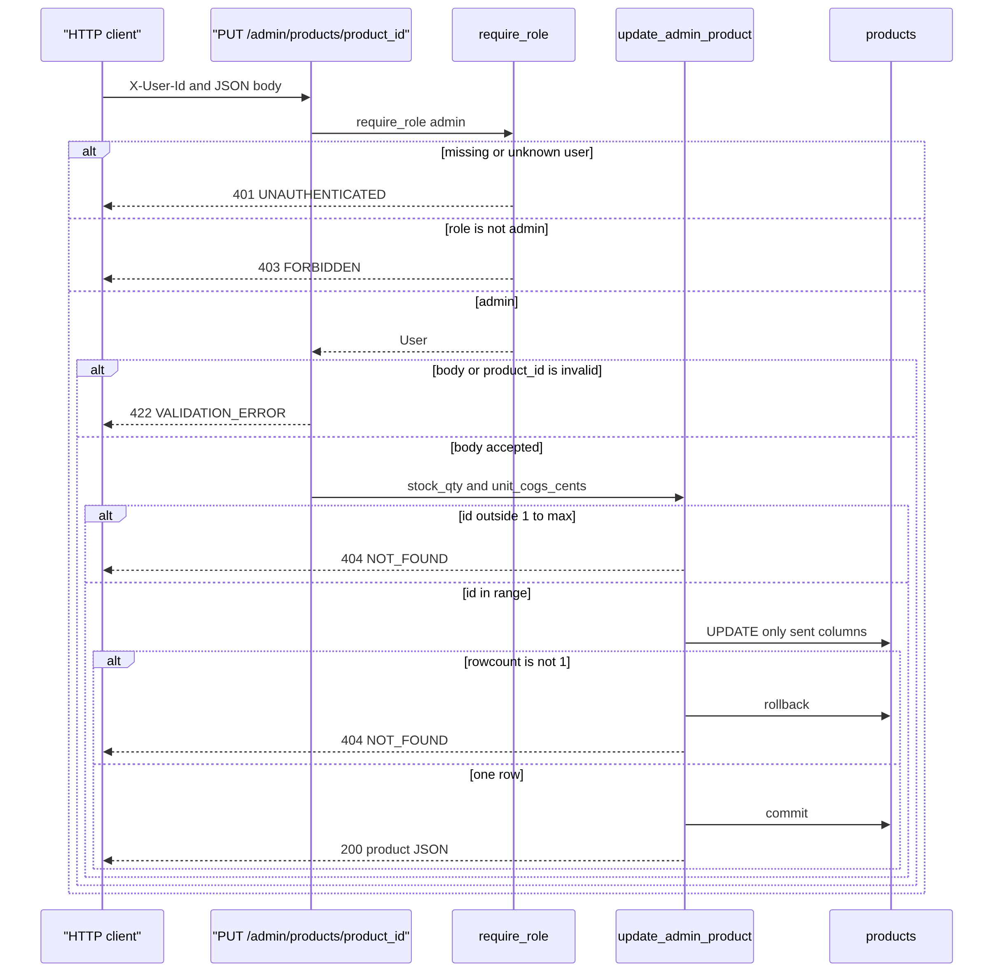 "HTTP client"
"PUT /admin/products/product_id"
require_role
update_admin_product
products
X-User-Id and JSON body
require_role admin
alt
[missing or unknown user]
401 UNAUTHENTICATED
[role is not admin]
403 FORBIDDEN
[admin]
User
alt
[body or product_id is invalid]
422 VALIDATION_ERROR
[body accepted]
stock_qty and unit_cogs_cents
alt
[id outside 1 to max]
404 NOT_FOUND
[id in range]
UPDATE only sent columns
alt
[rowcount is not 1]
rollback
404 NOT_FOUND
[one row]
commit
200 product JSON
"HTTP client"
"PUT /admin/products/product_id"
require_role
update_admin_product
products